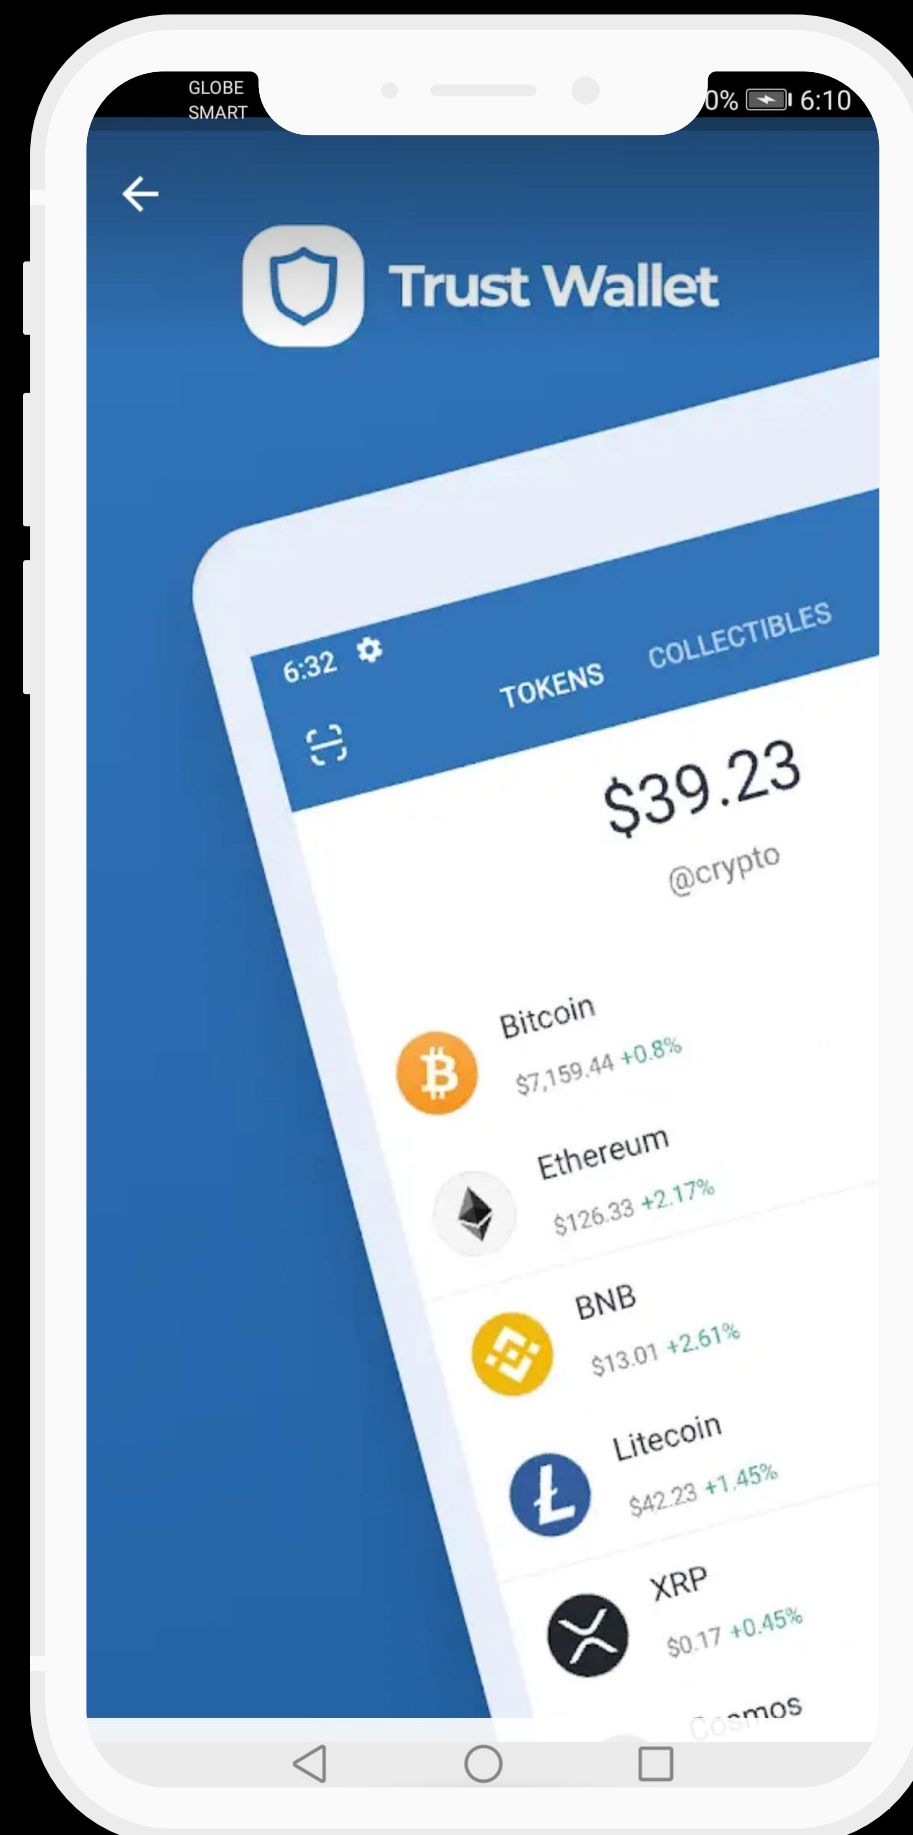 GLOBE
SMART
0% 6:10
Trust Wallet
6:32
TOKENS COLLECTIBLES
$39.23
@crypto
Bitcoin
$7,159.44 +0.8%
Ethereum
$126.33 +2.17%
BNB
$13.01 +2.61%
Litecoin
$42.23 +1.45%
XRP
$0.17 +0.45%
Cosmos